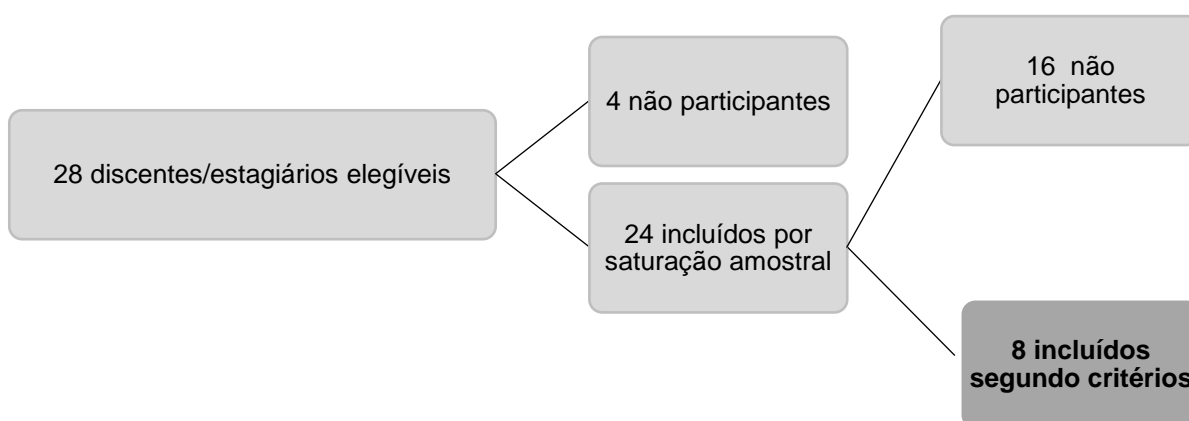 28 discentes/estagiários elegíveis
4 não participantes
24 incluídos por
saturação amostral
16 não
participantes
8 incluídos
segundo critérios